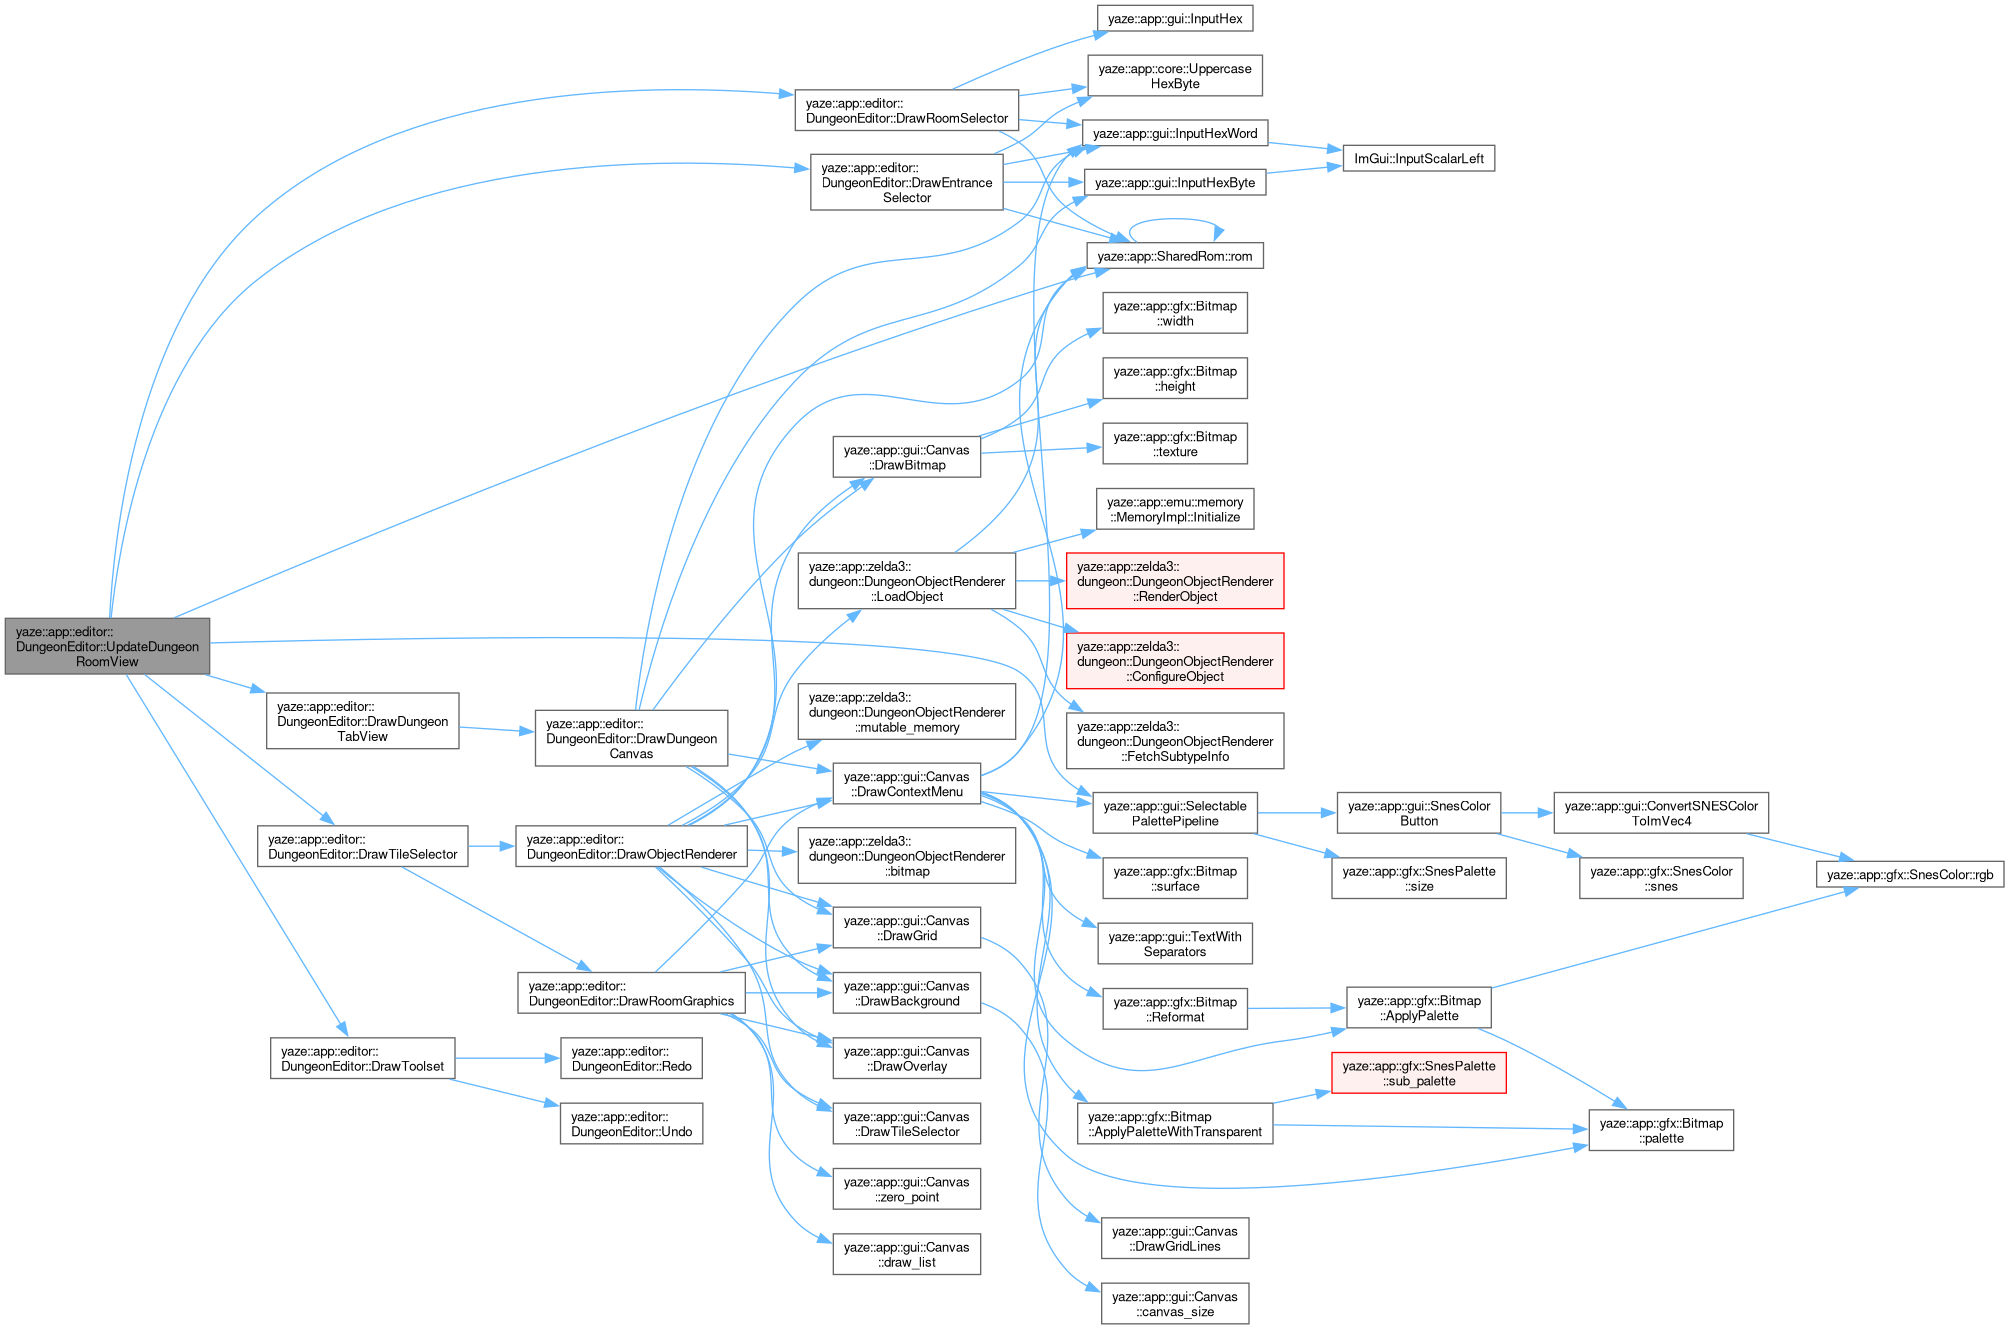 yaze::app::editor::
DungeonEditor::UpdateDungeon
RoomView
yaze::app::editor::
DungeonEditor::DrawRoomSelector
yaze::app::editor::
DungeonEditor::DrawEntrance
Selector
yaze::app::editor::
DungeonEditor::DrawDungeon
TabView
yaze::app::editor::
DungeonEditor::DrawTileSelector
yaze::app::editor::
DungeonEditor::DrawToolset
yaze::app::editor::
DungeonEditor::DrawDungeon
Canvas
yaze::app::editor::
DungeonEditor::DrawObjectRenderer
yaze::app::editor::
DungeonEditor::DrawRoomGraphics
yaze::app::editor::
DungeonEditor::Redo
yaze::app::editor::
DungeonEditor::Undo
yaze::app::gui::Canvas
::DrawBitmap
yaze::app::zelda3::
dungeon::DungeonObjectRenderer
::LoadObject
yaze::app::zelda3::
dungeon::DungeonObjectRenderer
::mutable_memory
yaze::app::gui::Canvas
::DrawContextMenu
yaze::app::zelda3::
dungeon::DungeonObjectRenderer
::bitmap
yaze::app::gui::Canvas
::DrawGrid
yaze::app::gui::Canvas
::DrawBackground
yaze::app::gui::Canvas
::DrawOverlay
yaze::app::gui::Canvas
::DrawTileSelector
yaze::app::gui::Canvas
::zero_point
yaze::app::gui::Canvas
::draw_list
yaze::app::gui::InputHex
yaze::app::core::Uppercase
HexByte
yaze::app::gui::InputHexWord
yaze::app::gui::InputHexByte
yaze::app::SharedRom::rom
yaze::app::gfx::Bitmap
::width
yaze::app::gfx::Bitmap
::height
yaze::app::gfx::Bitmap
::texture
yaze::app::emu::memory
::MemoryImpl::Initialize
yaze::app::zelda3::
dungeon::DungeonObjectRenderer
::RenderObject
yaze::app::zelda3::
dungeon::DungeonObjectRenderer
::ConfigureObject
yaze::app::zelda3::
dungeon::DungeonObjectRenderer
::FetchSubtypeInfo
yaze::app::gui::Selectable
PalettePipeline
yaze::app::gfx::Bitmap
::surface
yaze::app::gui::TextWith
Separators
yaze::app::gfx::Bitmap
::Reformat
yaze::app::gfx::Bitmap
::ApplyPaletteWithTransparent
yaze::app::gui::Canvas
::DrawGridLines
yaze::app::gui::Canvas
::canvas_size
ImGui::InputScalarLeft
yaze::app::gui::SnesColor
Button
yaze::app::gfx::SnesPalette
::size
yaze::app::gfx::Bitmap
::ApplyPalette
yaze::app::gfx::SnesPalette
::sub_palette
yaze::app::gui::ConvertSNESColor
ToImVec4
yaze::app::gfx::SnesColor
::snes
yaze::app::gfx::Bitmap
::palette
yaze::app::gfx::SnesColor::rgb